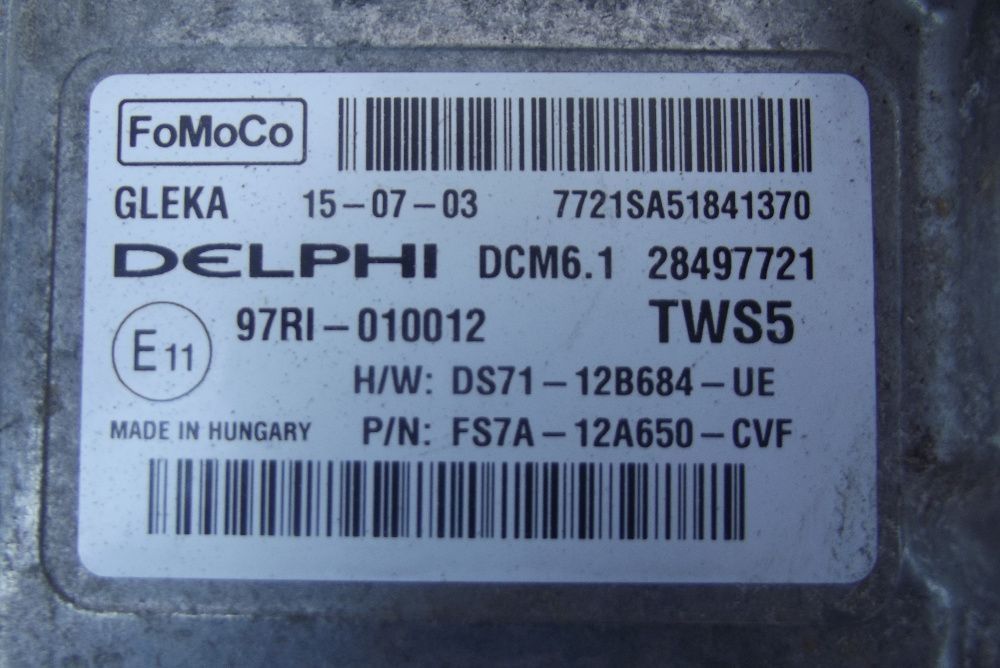 FoMoCo
GLEKA 15-07-03 7721SA51841370
DELPHI DCM6.1 28497721
E11 97RI-010012 TWS5
H/W: DS71-12B684-UE
MADE IN HUNGARY P/N: FS7A-12A650-CVF